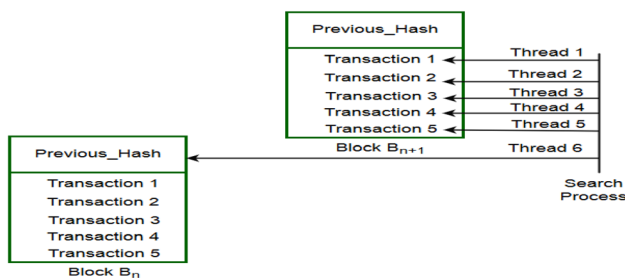 Previous_Hash
Transaction 1
Transaction 2
Transaction 3
Transaction 4
Transaction 5
Block Bn+1
Thread 1
Thread 2
Thread 3
Thread 4
Thread 5
Thread 6
Search
Process
Previous_Hash
Transaction 1
Transaction 2
Transaction 3
Transaction 4
Transaction 5
Block Bn